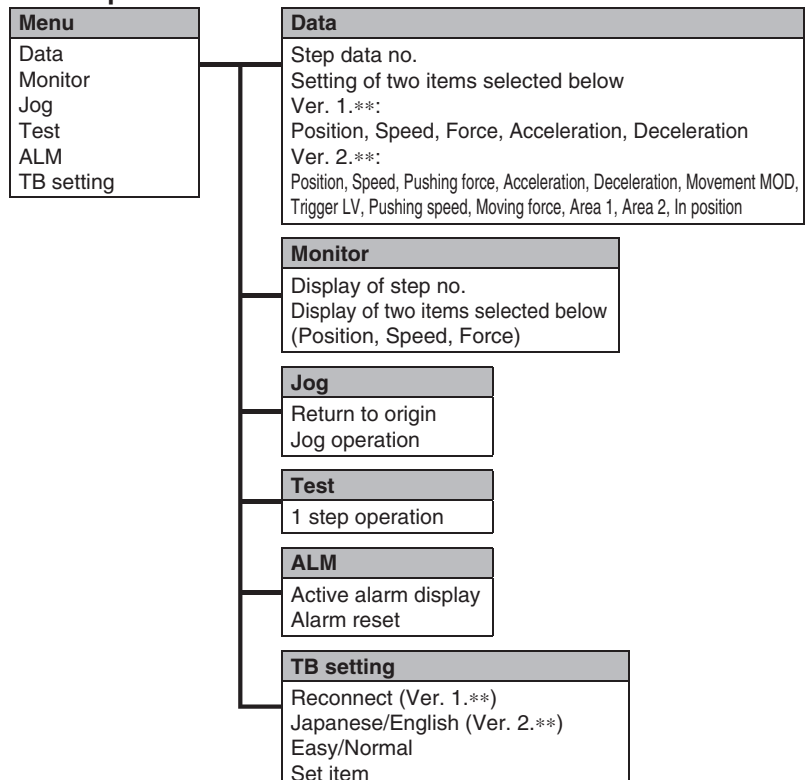 Menu
Data
Monitor
Jog
Test
ALM
TB setting
Data
Step data no.
Setting of two items selected below
Ver. 1.**:
Position, Speed, Force, Acceleration, Deceleration
Ver. 2.**:
Position, Speed, Pushing force, Acceleration, Deceleration, Movement MOD,
Trigger LV, Pushing speed, Moving force, Area 1, Area 2, In position
Monitor
Display of step no.
Display of two items selected below
(Position, Speed, Force)
Jog
Return to origin
Jog operation
Test
1 step operation
ALM
Active alarm display
Alarm reset
TB setting
Reconnect (Ver. 1.**)
Japanese/English (Ver. 2.**)
Easy/Normal
Set item